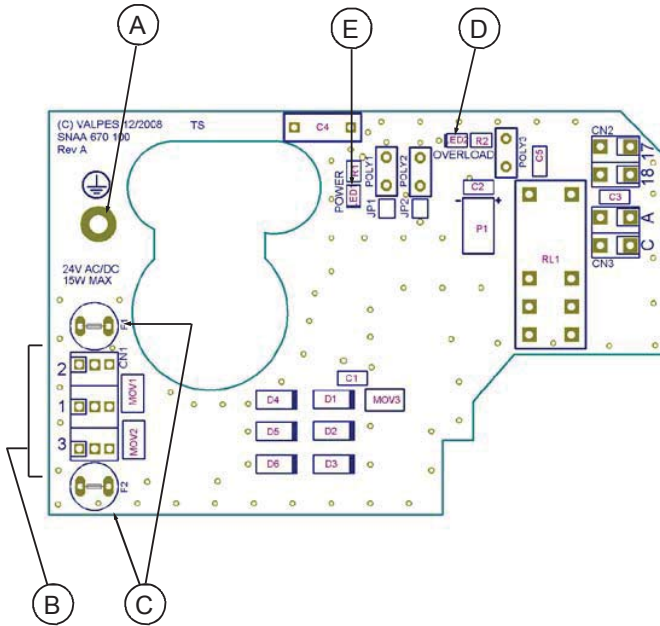 A
E
D
(C) VALPES 12/2008 TS
SNAA 670 100
Rev A
C4
POWER
ED1
R1
POLY1
POLY2
JP1
JP2
ED2
R2
OVERLOAD
POLY3
C5
C2
- +
P1
RL1
CN2
17
18
C3
A
C
CN3
24V AC/DC
15W MAX
F1
CN1
2
1
3
MOV1
MOV2
F2
C1
D4
D1
MOV3
D5
D2
D6
D3
B
C